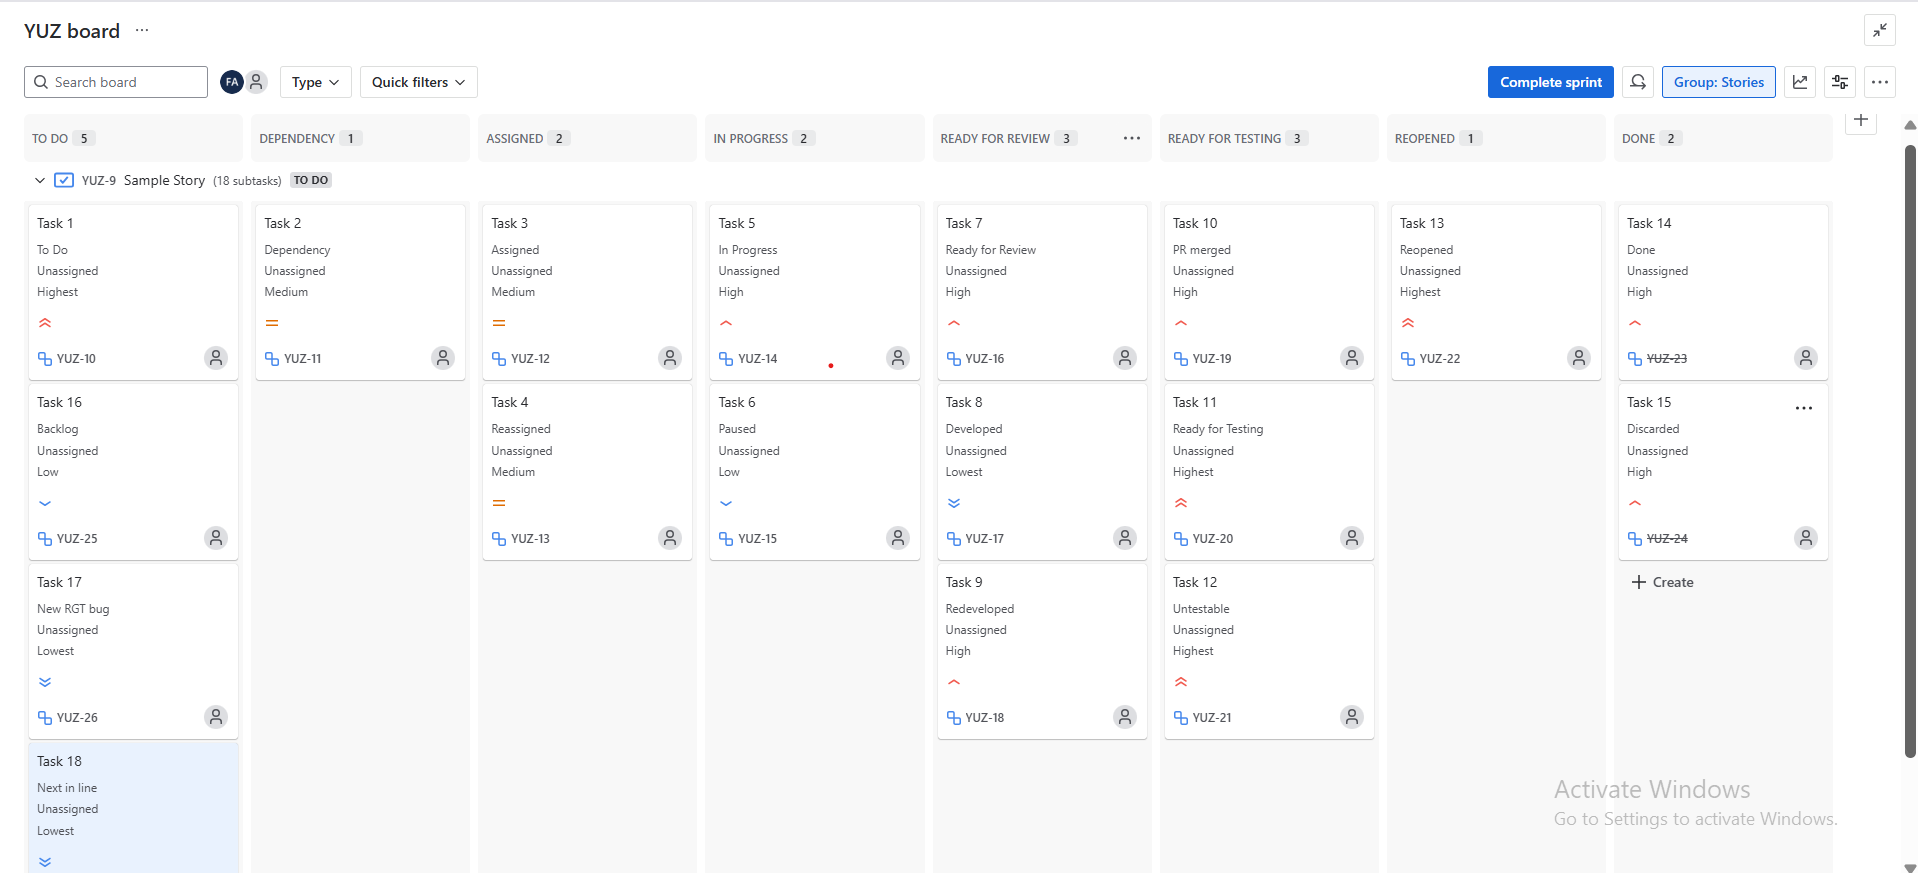 YUZ board
Search board
FA
Type
Quick filters
Complete sprint
Group: Stories
TO DO 5
DEPENDENCY 1
ASSIGNED 2
IN PROGRESS 2
READY FOR REVIEW 3
READY FOR TESTING 3
REOPENED 1
DONE 2
YUZ-9 Sample Story (18 subtasks) TO DO
Task 1
To Do
Unassigned
Highest
YUZ-10
Task 16
Backlog
Unassigned
Low
YUZ-25
Task 17
New RGT bug
Unassigned
Lowest
YUZ-26
Task 18
Next in line
Unassigned
Lowest
Task 2
Dependency
Unassigned
Medium
YUZ-11
Task 3
Assigned
Unassigned
Medium
YUZ-12
Task 4
Reassigned
Unassigned
Medium
YUZ-13
Task 5
In Progress
Unassigned
High
YUZ-14
Task 6
Paused
Unassigned
Low
YUZ-15
Task 7
Ready for Review
Unassigned
High
YUZ-16
Task 8
Developed
Unassigned
Lowest
YUZ-17
Task 9
Redeveloped
Unassigned
High
YUZ-18
Task 10
PR merged
Unassigned
High
YUZ-19
Task 11
Ready for Testing
Unassigned
Highest
YUZ-20
Task 12
Untestable
Unassigned
Highest
YUZ-21
Task 13
Reopened
Unassigned
Highest
YUZ-22
Task 14
Done
Unassigned
High
YUZ-23
Task 15
Discarded
Unassigned
High
YUZ-24
Create
Activate Windows
Go to Settings to activate Windows.